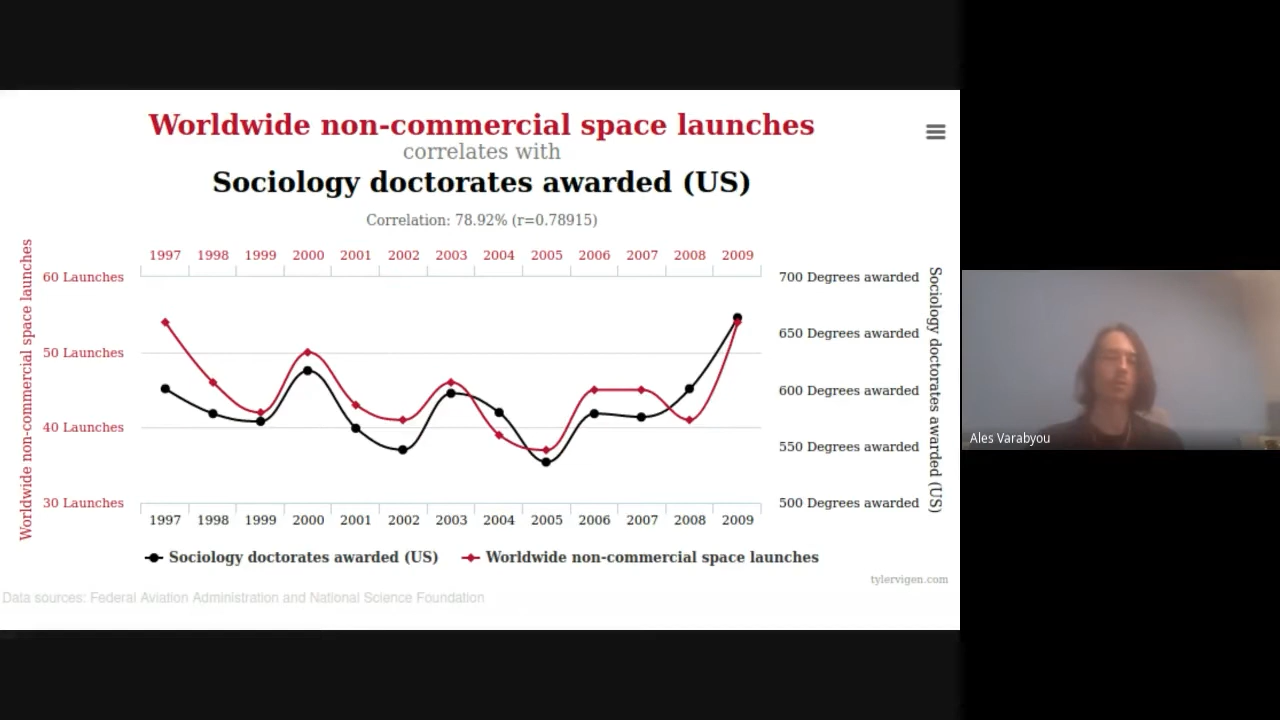 Worldwide non-commercial space launches
correlates with
Sociology doctorates awarded (US)
Correlation: 78.92% (r=0.78915)
1997 1998 1999 2000 2001 2002 2003 2004 2005 2006 2007 2008 2009
Worldwide non-commercial space launches
60 Launches
50 Launches
40 Launches
30 Launches
700 Degrees awarded
650 Degrees awarded
600 Degrees awarded
550 Degrees awarded
500 Degrees awarded
Sociology doctorates awarded (US)
1997 1998 1999 2000 2001 2002 2003 2004 2005 2006 2007 2008 2009
Sociology doctorates awarded (US) Worldwide non-commercial space launches
tylervigen.com
Data sources: Federal Aviation Administration and National Science Foundation
Ales Varabyou